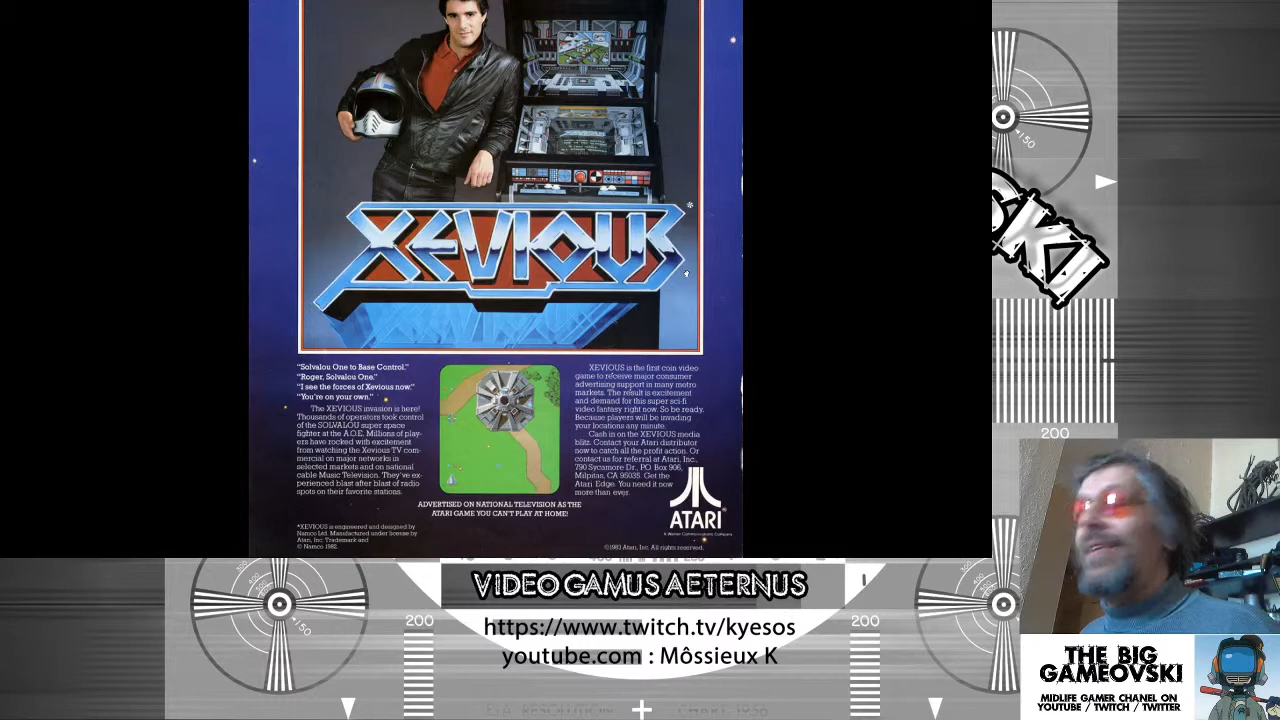 XEVIOUS
"Solvalou One to Base Control."
"Roger, Solvalou One."
"I see the forces of Xevious now."
"You're on your own."
The XEVIOUS invasion is here!
Thousands of operators took control
of the SOLVALOU super space
fighter at the A.O.E. Millions of play-
ers have rocked with excitement
from watching the Xevious TV com-
mercial on major networks in
selected markets and on national
cable Music Television. They've ex-
perienced blast after blast of radio
spots on their favorite stations.
*XEVIOUS is engineered and designed by
Namco Ltd. Manufactured under license by
Atari, Inc. Trademark and
© Namco 1982.
ADVERTISED ON NATIONAL TELEVISION AS THE
ATARI GAME YOU CAN'T PLAY AT HOME!
XEVIOUS is the first coin video
game to receive major consumer
advertising support in many metro
markets. The result is excitement
and demand for this super sci-fi
video fantasy right now. So be ready.
Because players will be invading
your locations any minute.
Cash in on the XEVIOUS media
blitz. Contact your Atari distributor
now to catch all the profit action. Or
contact us for referral at Atari, Inc.,
790 Sycamore Dr., PO Box 906,
Milpitas, CA 95035. Get the
Atari Edge. You need it now
more than ever.
ATARI
A Warner Communications Company
©1983 Atari, Inc. All rights reserved.
150
SKI
200
VIDEO GAMUS AETERNUS
https://www.twitch.tv/kyesos
youtube.com : Môssieux K
200
200
150
150
THE BIG
GAMEOVSKI
MIDLIFE GAMER CHANEL ON
YOUTUBE / TWITCH / TWITTER